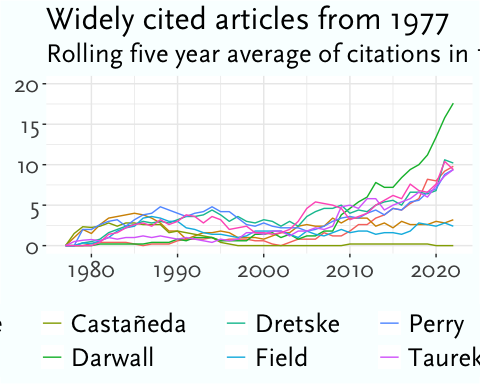 Widely cited articles from 1977
Rolling five year average of citations in
20
15
10
5
0
1980 1990 2000 2010 2020
Castañeda Dretske Perry
Darwall Field Taurek